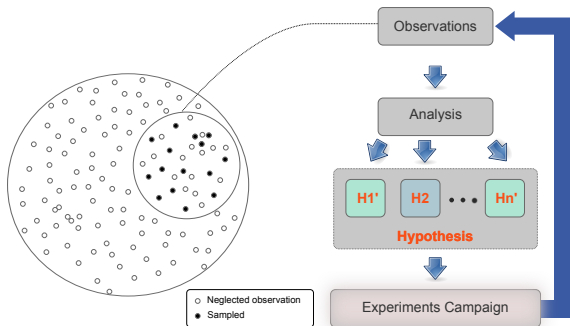 Observations
Analysis
H1' H2 • • • Hn'
Hypothesis
Experiments Campaign
Neglected observation
Sampled